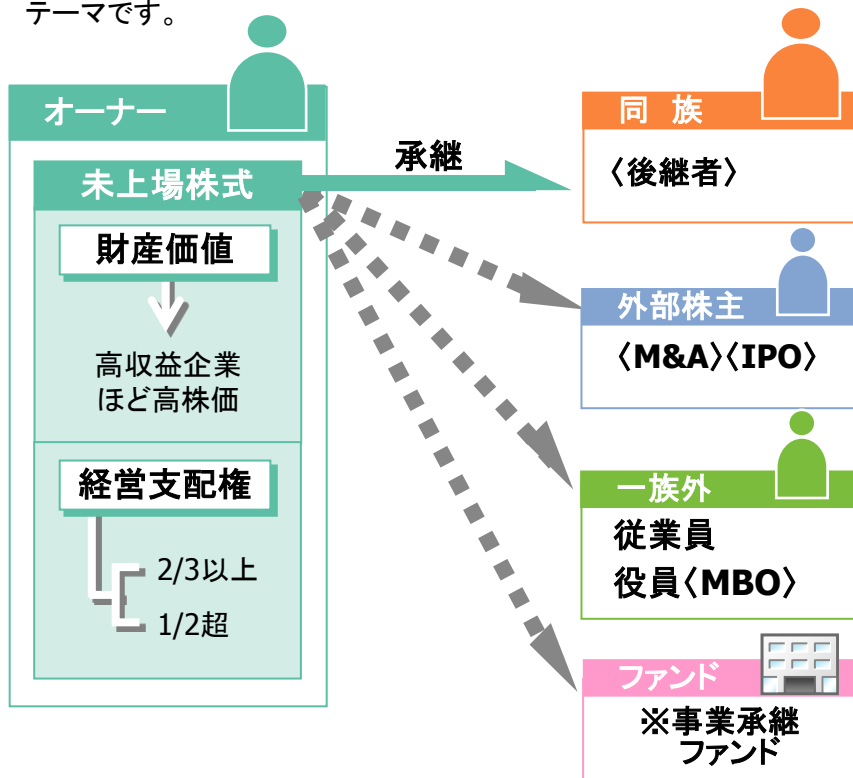 テーマです。
オーナー
未上場株式
財産価値
高収益企業
ほど高株価
経営支配権
2/3以上
1/2超
承継
同 族
〈後継者〉
外部株主
〈M&A〉〈IPO〉
一族外
従業員
役員〈MBO〉
ファンド
※事業承継
ファンド